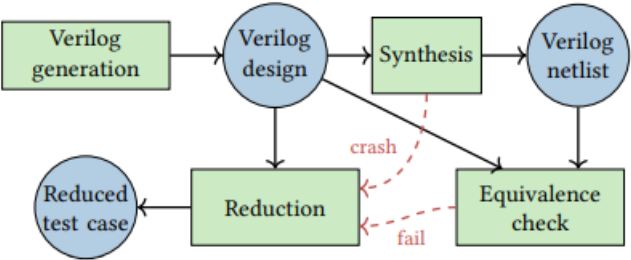 Verilog
generation
Verilog
design
Synthesis
Verilog
netlist
crash
Reduced
test case
Reduction
fail
Equivalence
check